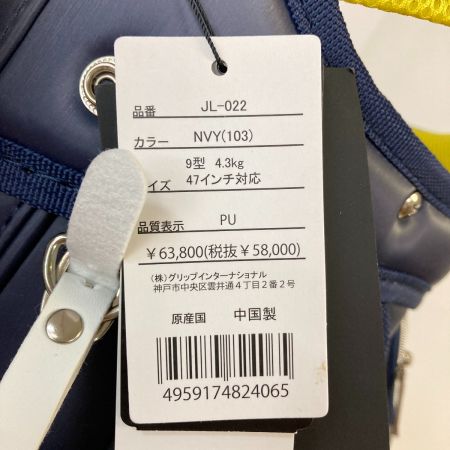 品番 JL-022
カラー NVY(103)
9型 4.3kg
イズ 47インチ対応
品質表示 PU
￥63,800(税抜￥58,000)
(株)グリップインターナショナル
神戸市中央区雲井通4丁目2番2号
原産国 中国製
4959174824065